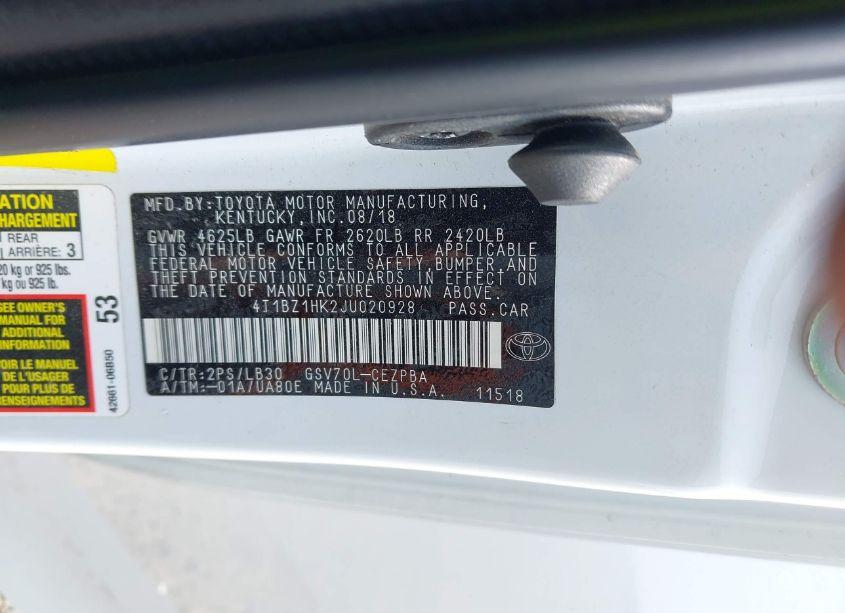 ATION
CHARGEMENT
REAR
ARRIÈRE: 3
20 kg or 925 lbs.
kg ou 925 lb.
SEE OWNER'S
MANUAL FOR
ADDITIONAL
INFORMATION
VOIR LE MANUEL
DE L'USAGER
RENSEIGNEMENTS
53
42661-06B50
MFD.BY:TOYOTA MOTOR MANUFACTURING,
KENTUCKY, INC.08/18
GVWR 4625LB GAWR FR 2620LB RR 2420LB
THIS VEHICLE CONFORMS TO ALL APPLICABLE
FEDERAL MOTOR VEHICLE SAFETY,BUMPER AND
THEFT PREVENTION STANDARDS IN EFFECT ON
THE DATE OF MANUFACTURE SHOWN ABOVE.
4T1BZ1HK2JU020928 PASS.CAR
C/TR:2PS/LB30 GSV70L-CEZPBA
A/TM:-01A/UA80E MADE IN U.S.A. 11518